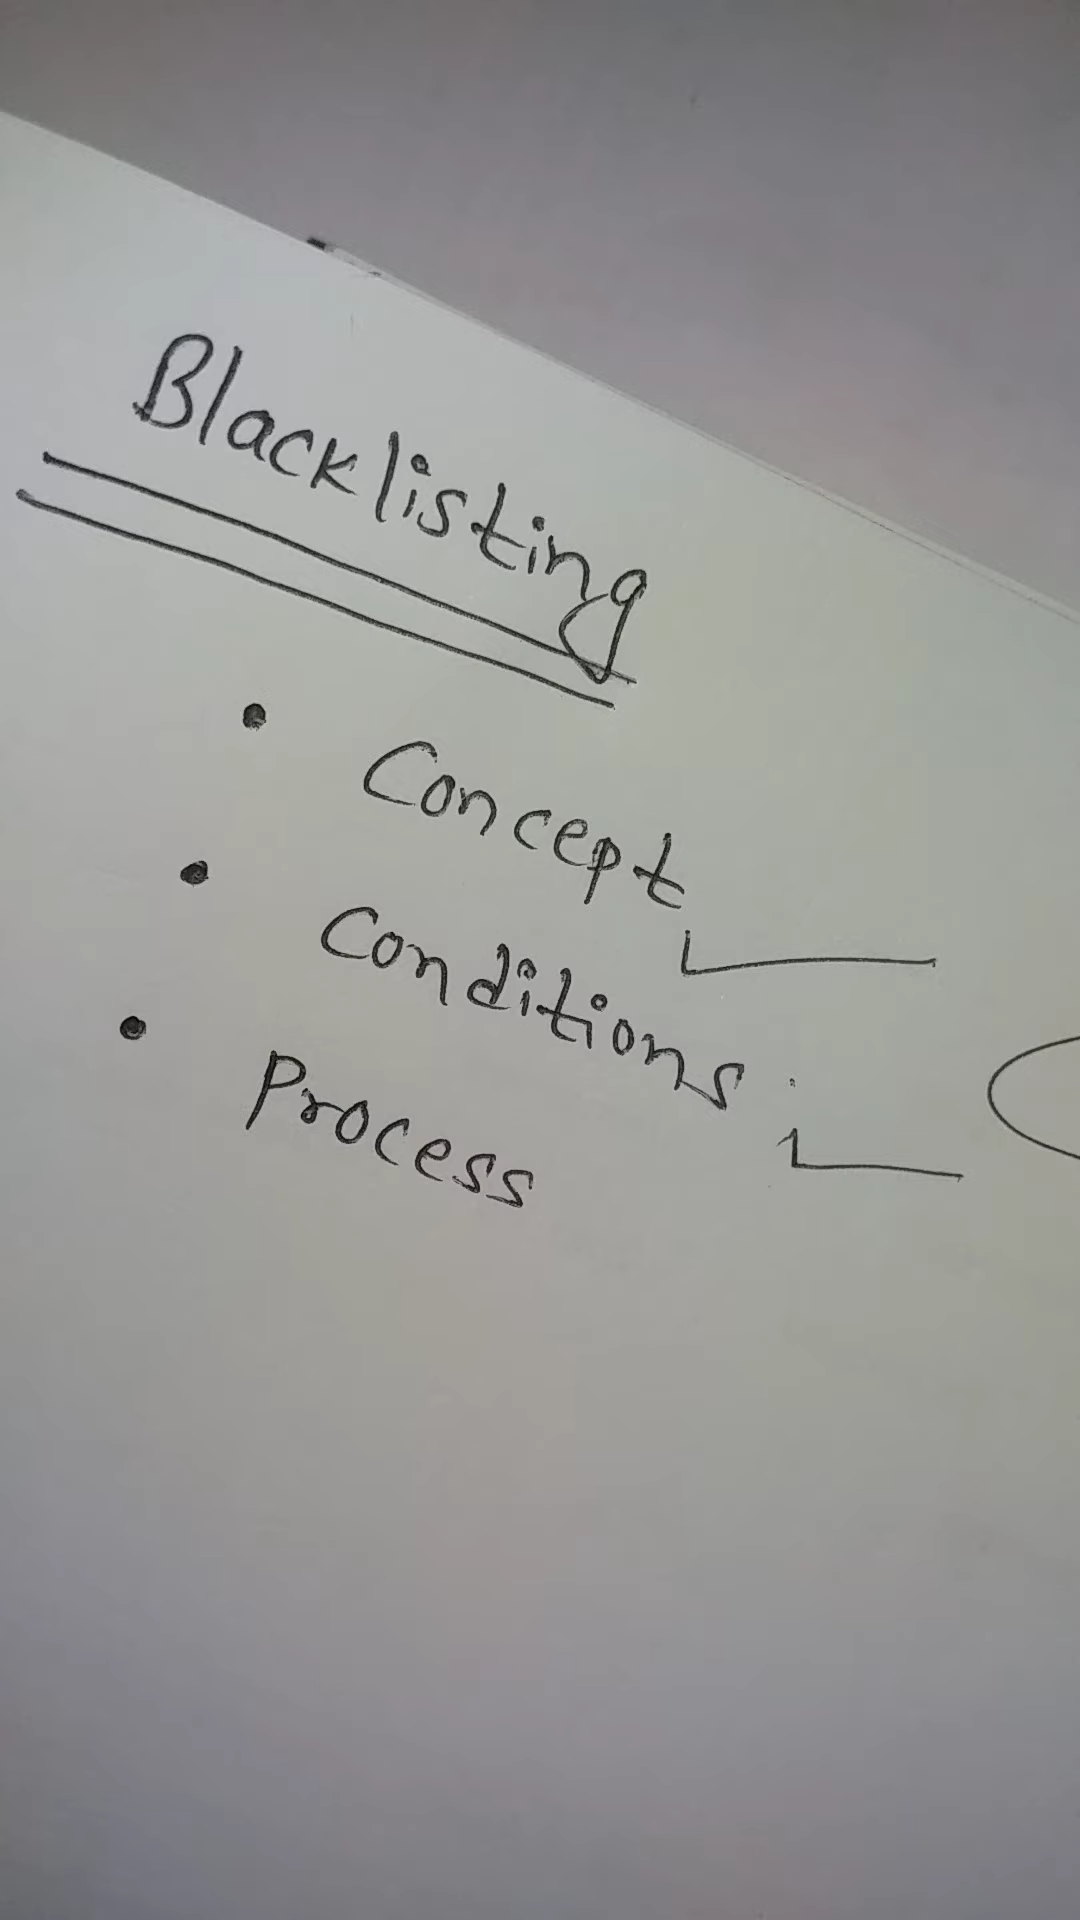 Blacklisting
• Concept
• Conditions
• Process